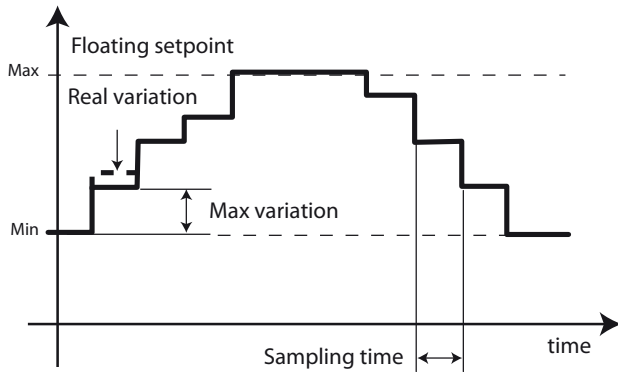 Floating setpoint
Max
Real variation
Max variation
Min
time
Sampling time